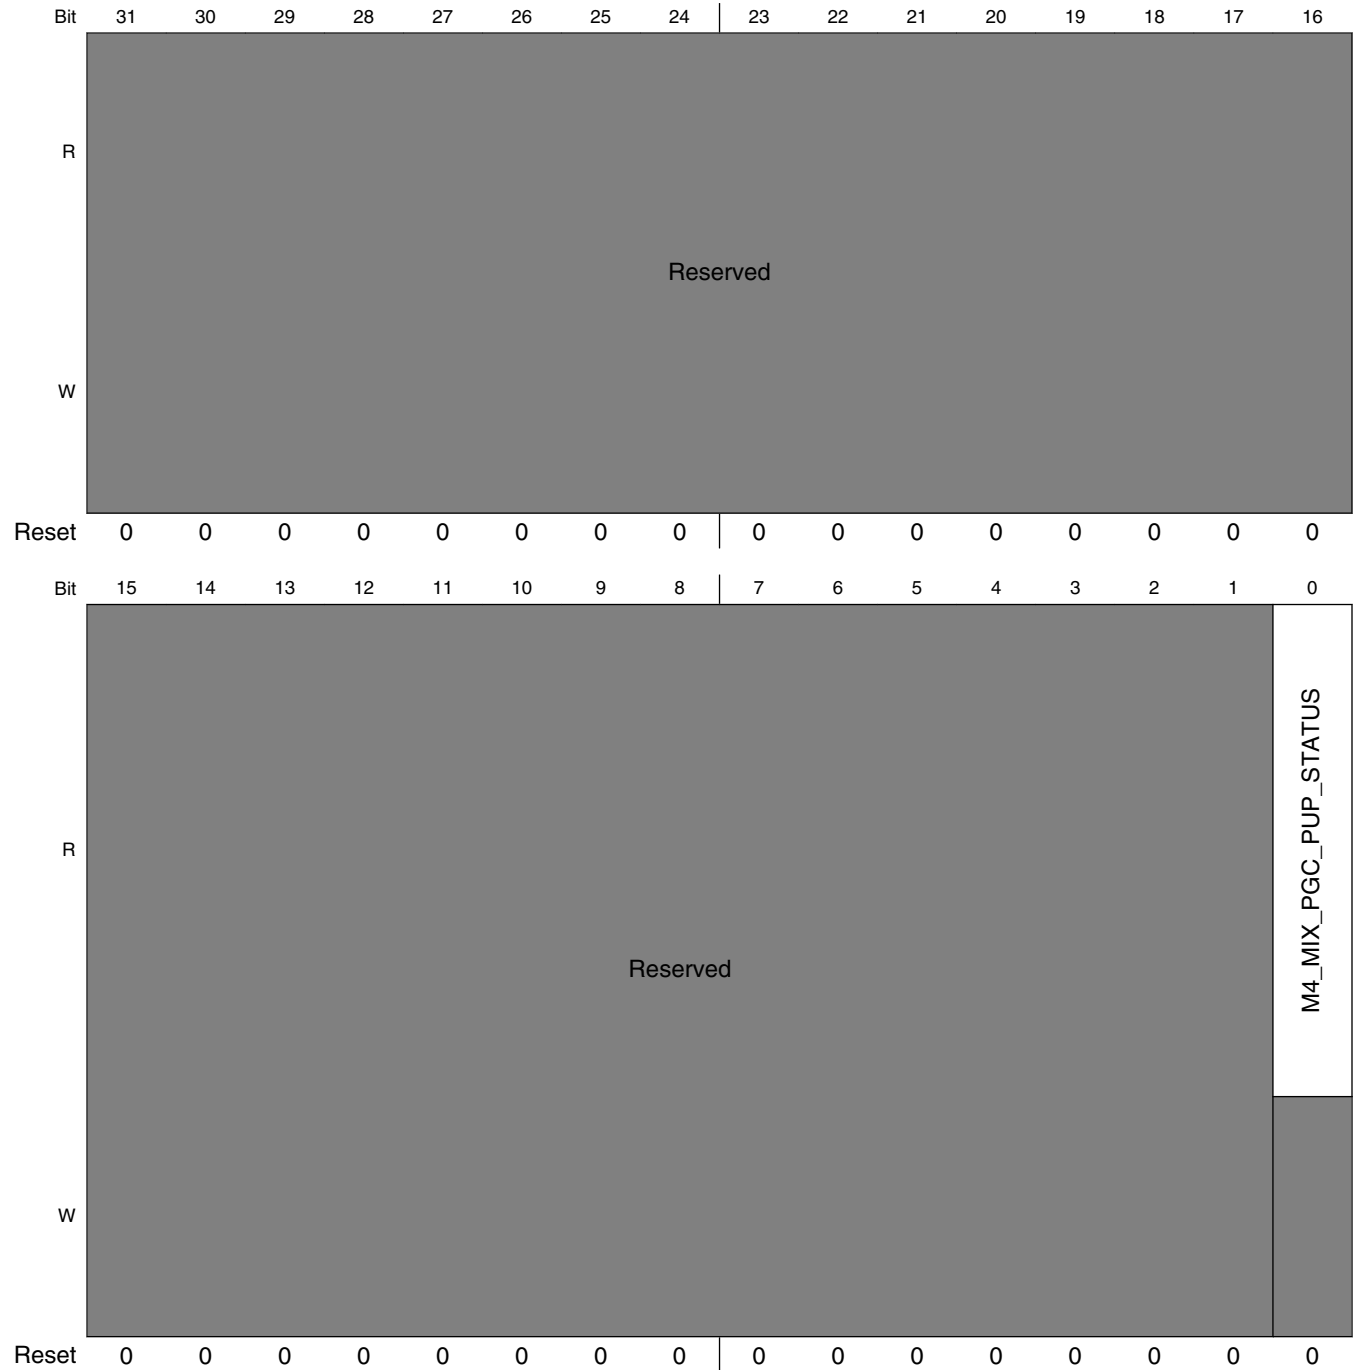 Bit 31 30 29 28 27 26 25 24 23 22 21 20 19 18 17 16
R
Reserved
W
Reset 0 0 0 0 0 0 0 0 0 0 0 0 0 0 0 0
Bit 15 14 13 12 11 10 9 8 7 6 5 4 3 2 1 0
M4_MIX_PGC_PUP_STATUS
R
Reserved
W
Reset 0 0 0 0 0 0 0 0 0 0 0 0 0 0 0 0